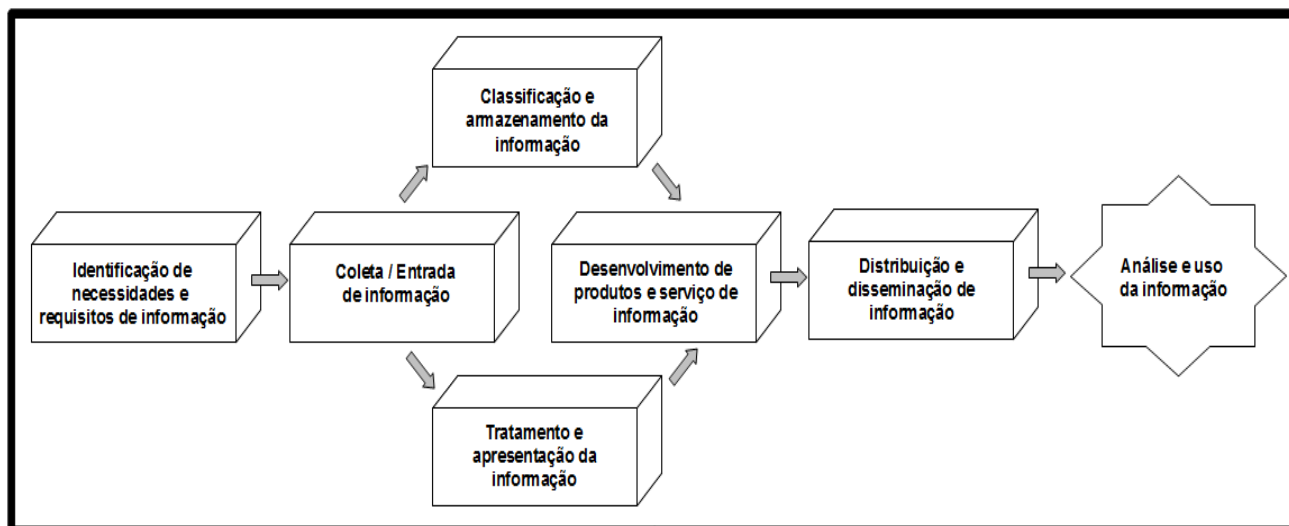 Classificação e
armazenamento da
informação
Identificação de
necessidades e
requisitos de informação
Coleta / Entrada
de informação
Desenvolvimento de
produtos e serviço de
informação
Distribuição e
disseminação de
informação
Análise e uso
da informação
Tratamento e
apresentação da
informação